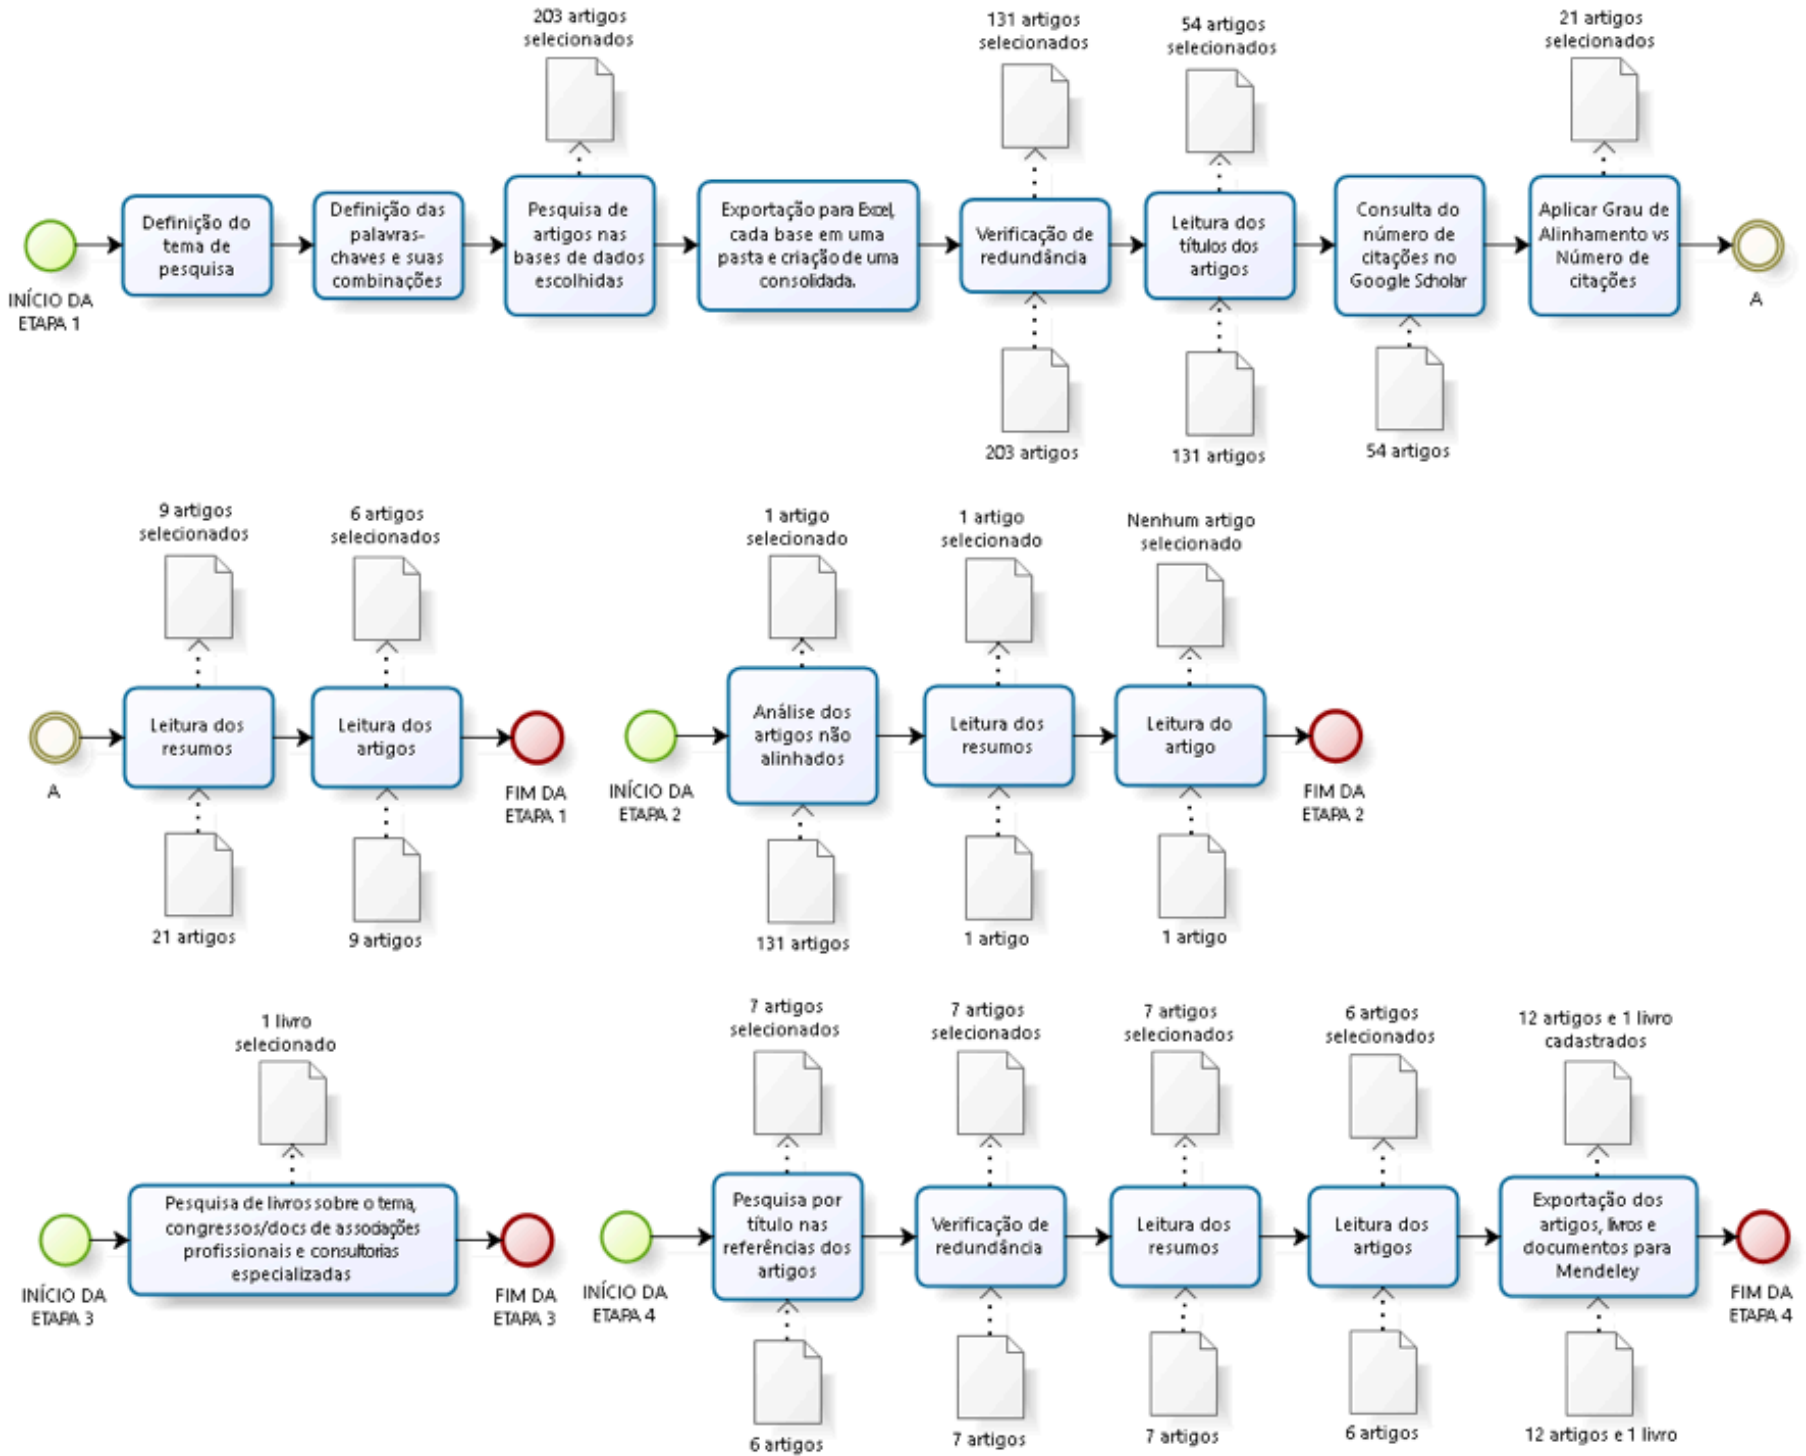 203 artigos
selecionados
131 artigos
selecionados
54 artigos
selecionados
21 artigos
selecionados
INÍCIO DA
ETAPA 1
Definição do
tema de
pesquisa
Definição das
palavras-
chaves e suas
combinações
Pesquisa de
artigos nas
bases de dados
escolhidas
Exportação para Excel,
cada base em uma
pasta e criação de uma
consolidada.
Verificação de
redundância
Leitura dos
títulos dos
artigos
Consulta do
número de
citações no
Google Scholar
Aplicar Grau de
Alinhamento vs
Número de
citações
A
203 artigos
131 artigos
54 artigos
9 artigos
selecionados
6 artigos
selecionados
1 artigo
selecionado
1 artigo
selecionado
Nenhum artigo
selecionado
A
Leitura dos
resumos
Leitura dos
artigos
FIM DA
ETAPA 1
INÍCIO DA
ETAPA 2
Análise dos
artigos não
alinhados
Leitura dos
resumos
Leitura do
artigo
FIM DA
ETAPA 2
21 artigos
9 artigos
131 artigos
1 artigo
1 artigo
1 livro
selecionado
7 artigos
selecionados
7 artigos
selecionados
7 artigos
selecionados
6 artigos
selecionados
12 artigos e 1 livro
cadastrados
INÍCIO DA
ETAPA 3
Pesquisa de livros sobre o tema,
congressos/docs de associações
profissionais e consultorias
especializadas
FIM DA
ETAPA 3
INÍCIO DA
ETAPA 4
Pesquisa por
título nas
referências dos
artigos
Verificação de
redundância
Leitura dos
resumos
Leitura dos
artigos
Exportação dos
artigos, livros e
documentos para
Mendeley
FIM DA
ETAPA 4
6 artigos
7 artigos
7 artigos
6 artigos
12 artigos e 1 livro